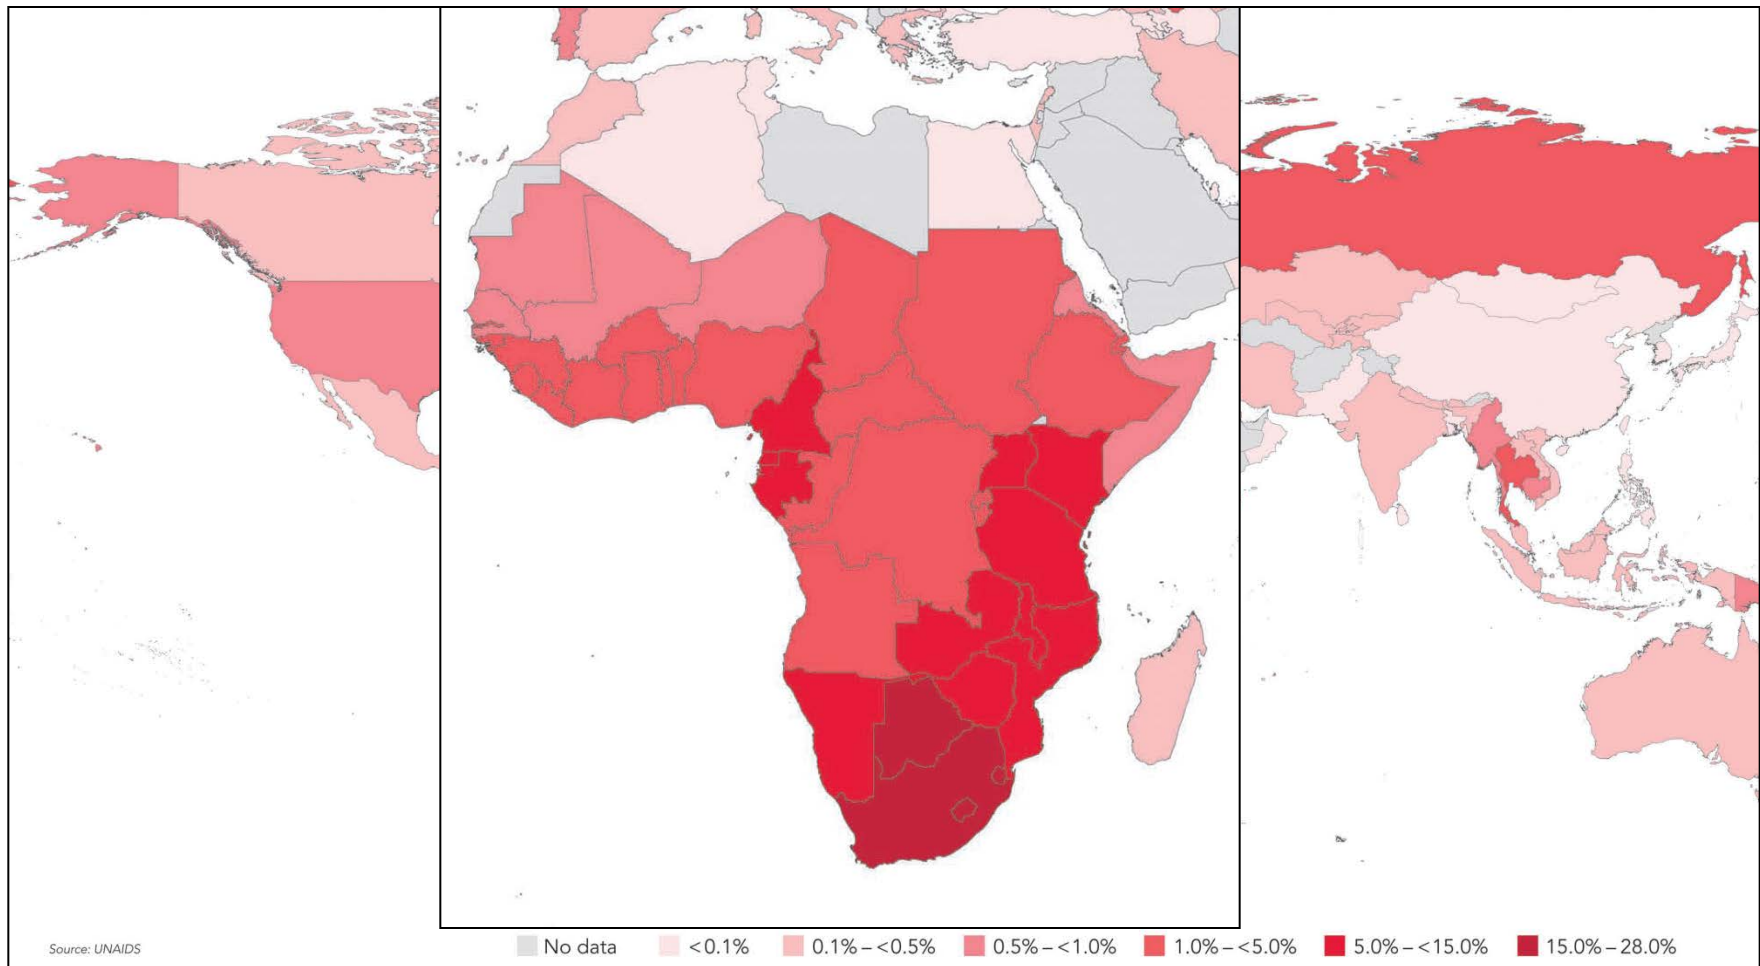 Source: UNAIDS
No data <0.1% 0.1% – <0.5% 0.5% – <1.0% 1.0% – <5.0% 5.0% – <15.0% 15.0% – 28.0%